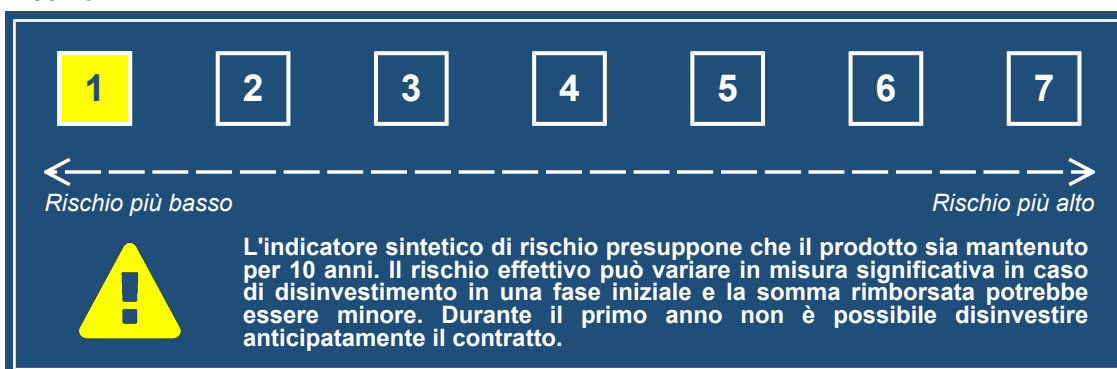 1 2 3 4 5 6 7
Rischio più basso Rischio più alto
L'indicatore sintetico di rischio presuppone che il prodotto sia mantenuto
per 10 anni. Il rischio effettivo può variare in misura significativa in caso
di disinvestimento in una fase iniziale e la somma rimborsata potrebbe
essere minore. Durante il primo anno non è possibile disinvestire
anticipatamente il contratto.